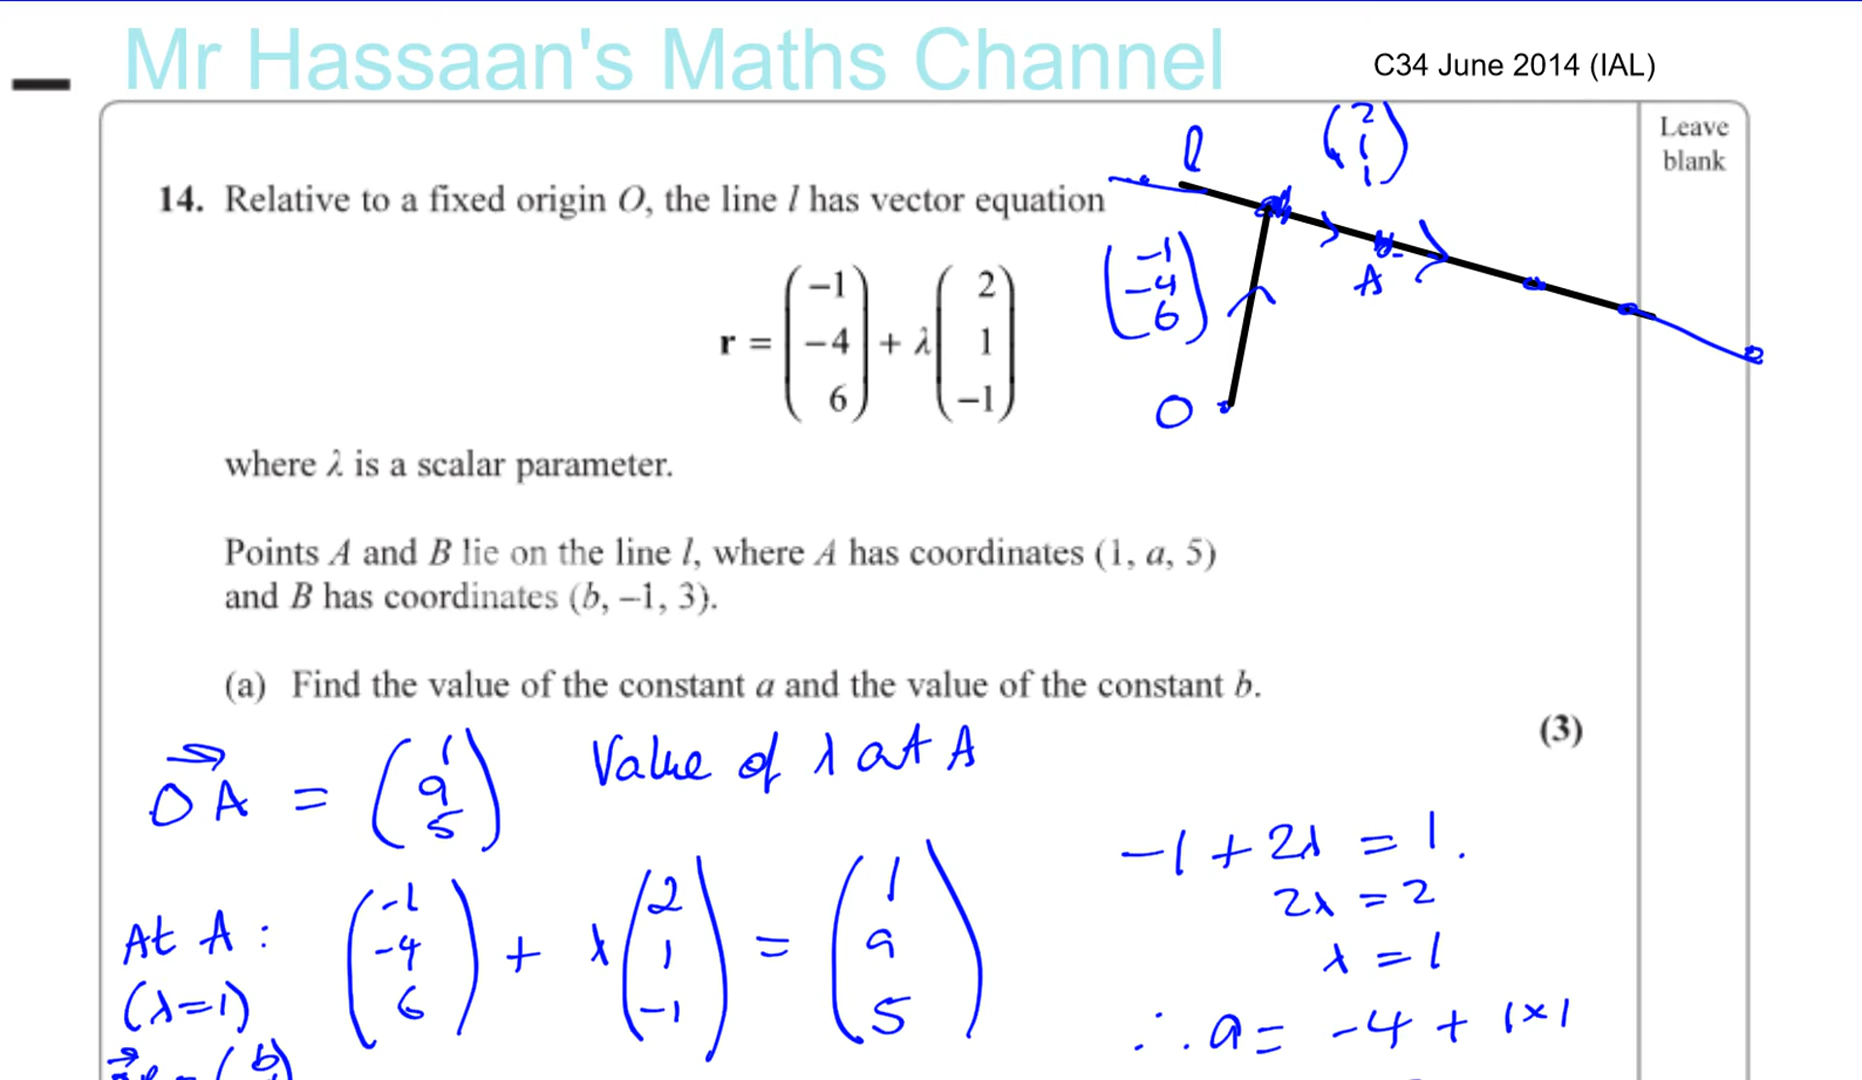 Mr Hassaan's Maths Channel
C34 June 2014 (IAL)
Leave
blank
14. Relative to a fixed origin O, the line l has vector equation
r = (−1 −4 6) + λ (2 1 −1)
l
(2 1 1)
(-1 -4 6)
A
O
where λ is a scalar parameter.
Points A and B lie on the line l, where A has coordinates (1, a, 5)
and B has coordinates (b, −1, 3).
(a) Find the value of the constant a and the value of the constant b.
(3)
OA = (1 a 5)
Value of λ at A
At A: (-1 -4 6) + λ (2 1 -1) = (1 a 5)
(λ=1)
-1 + 2λ = 1.
2λ = 2
λ = 1
∴ a = -4 + 1×1